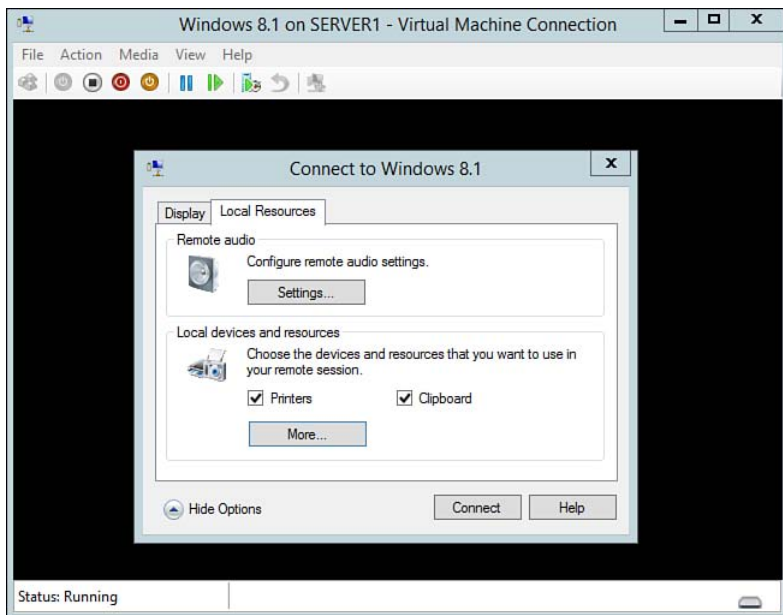 Windows 8.1 on SERVER1 - Virtual Machine Connection
File Action Media View Help
Connect to Windows 8.1
Display Local Resources
Remote audio
Configure remote audio settings.
Settings...
Local devices and resources
Choose the devices and resources that you want to use in
your remote session.
Printers Clipboard
More...
Hide Options Connect Help
Status: Running